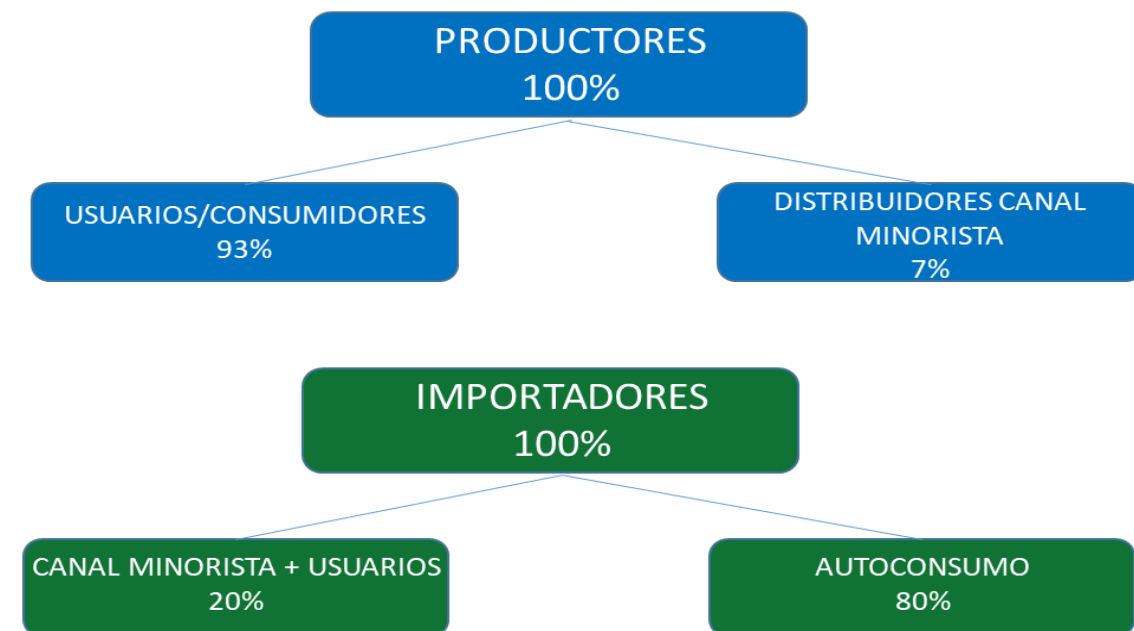 PRODUCTORES
100%
USUARIOS/CONSUMIDORES
93%
DISTRIBUIDORES CANAL
MINORISTA
7%
IMPORTADORES
100%
CANAL MINORISTA + USUARIOS
20%
AUTOCONSUMO
80%